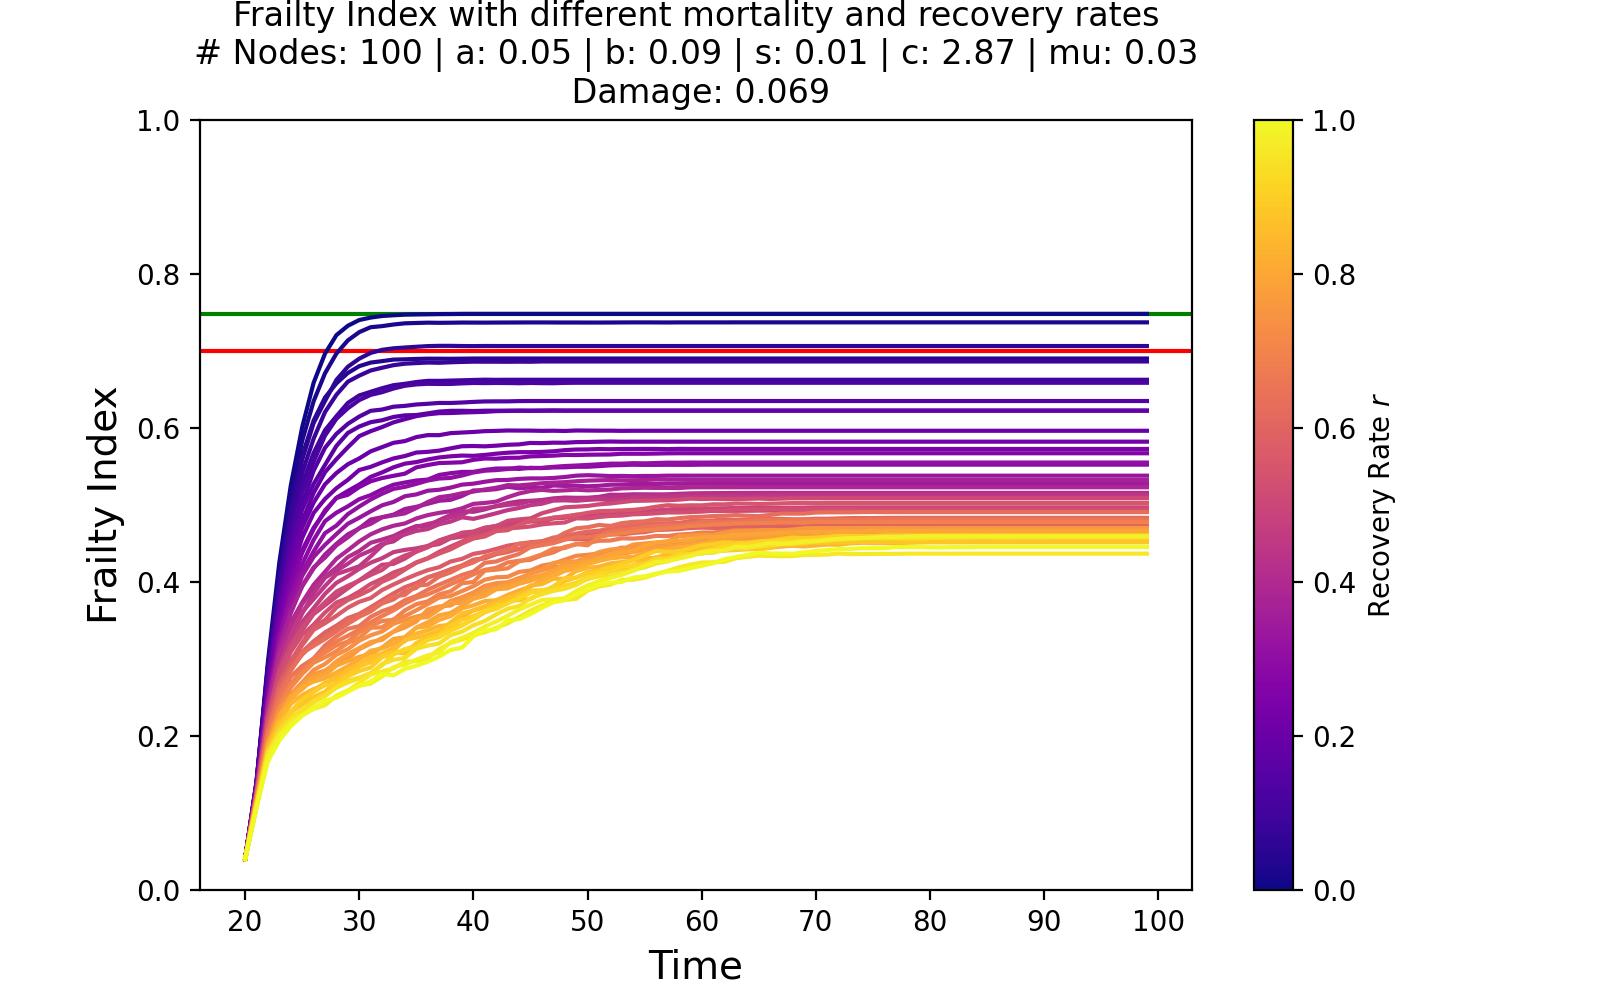 Frailty Index with different mortality and recovery rates
# Nodes: 100 | a: 0.05 | b: 0.09 | s: 0.01 | c: 2.87 | mu: 0.03
Damage: 0.069
1.0
0.8
0.6
0.4
0.2
0.0
Frailty Index
20 30 40 50 60 70 80 90 100
Time
1.0
0.8
0.6
0.4
0.2
0.0
Recovery Rate r